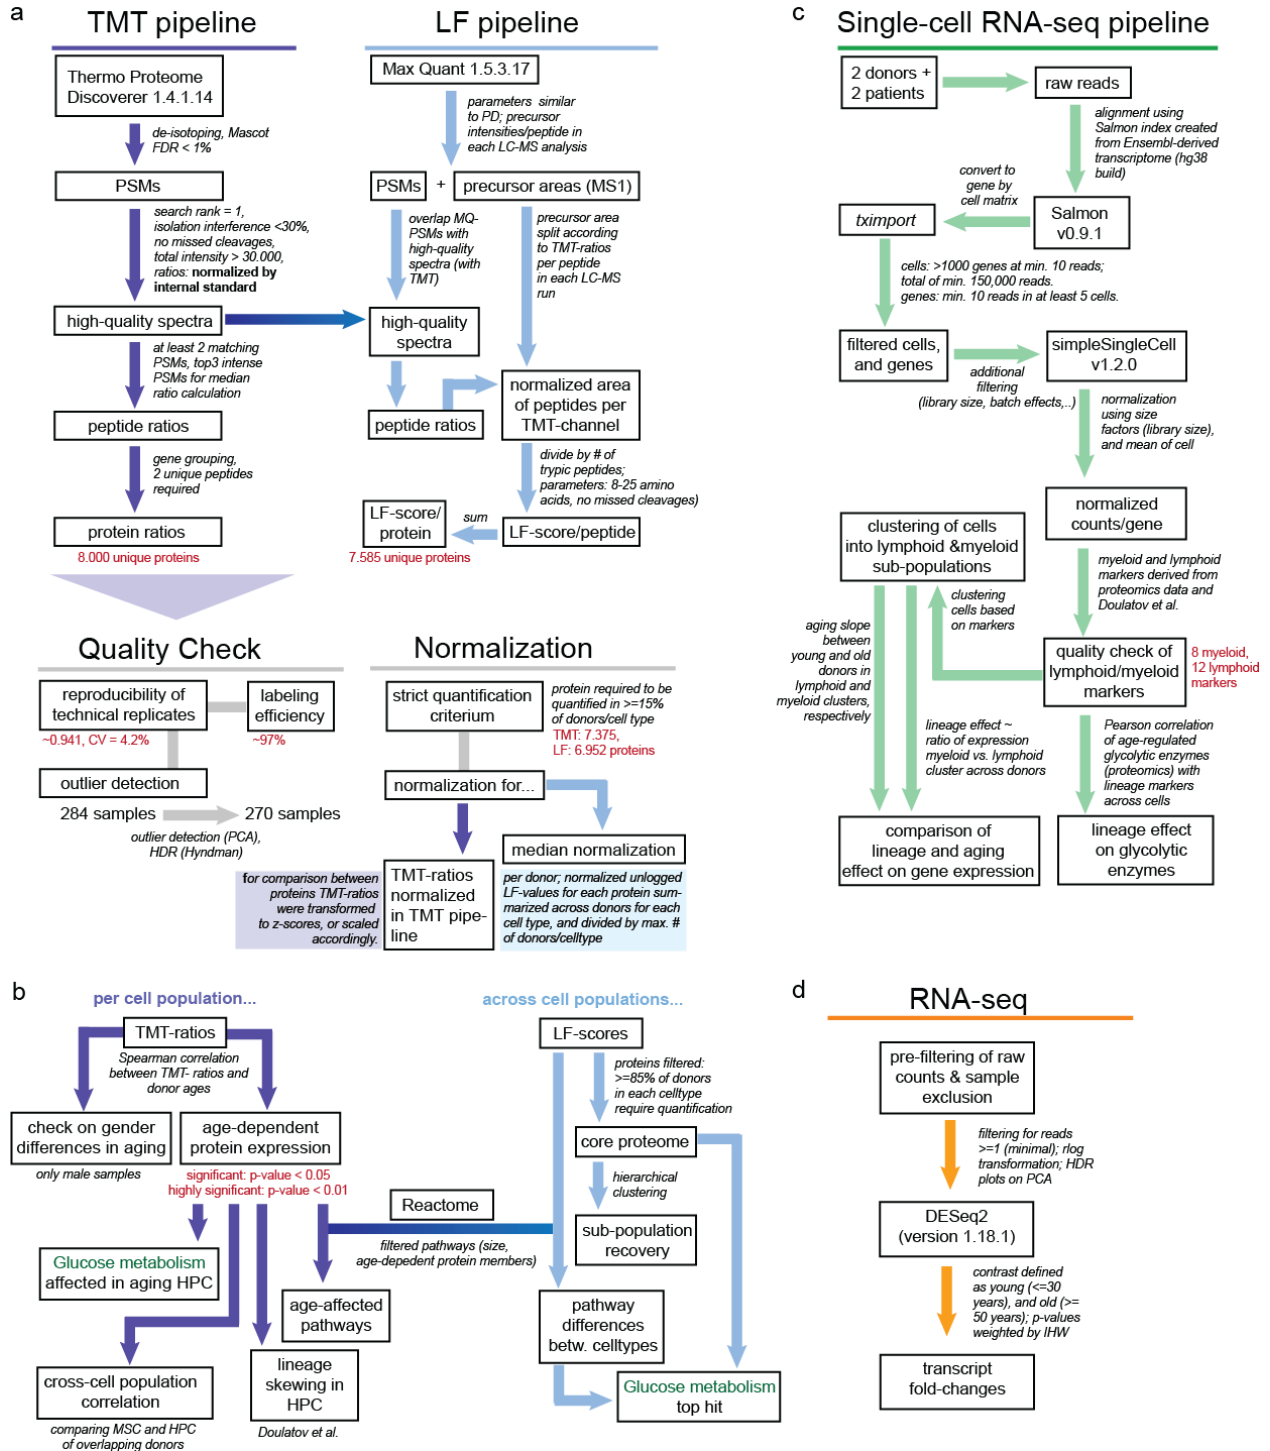 a
TMT pipeline
Thermo Proteome
Discoverer 1.4.1.14
de-isotoping, Mascot
FDR < 1%
PSMs
search rank = 1,
isolation interference <30%,
no missed cleavages,
total intensity > 30.000,
ratios: normalized by
internal standard
high-quality spectra
at least 2 matching
PSMs, top3 intense
PSMs for median
ratio calculation
peptide ratios
gene grouping,
2 unique peptides
required
protein ratios
8.000 unique proteins
LF pipeline
Max Quant 1.5.3.17
parameters similar
to PD; precursor
intensities/peptide in
each LC-MS analysis
PSMs + precursor areas (MS1)
overlap MQ-
PSMs with
high-quality
spectra (with
TMT)
precursor area
split according
to TMT-ratios
per peptide
in each LC-MS
run
high-quality
spectra
peptide ratios
normalized area
of peptides per
TMT-channel
divide by # of
trypic peptides;
parameters: 8-25 amino
acids, no missed cleavages)
LF-score/peptide
sum
LF-score/
protein
7.585 unique proteins
Quality Check
reproducibility of
technical replicates
~0.941, CV = 4.2%
labeling
efficiency
~97%
outlier detection
284 samples
270 samples
outlier detection (PCA),
HDR (Hyndman)
Normalization
strict quantification
criterium
protein required to be
quantified in >=15%
of donors/cell type
TMT: 7.375,
LF: 6.952 proteins
normalization for...
median normalization
for comparison between
proteins TMT-ratios
were transformed
to z-scores, or scaled
accordingly.
TMT-ratios
normalized
in TMT pipe-
line
per donor; normalized unlogged
LF-values for each protein sum-
marized across donors for each
cell type, and divided by max. #
of donors/celltype
c
Single-cell RNA-seq pipeline
2 donors +
2 patients
raw reads
alignment using
Salmon index created
from Ensembl-derived
transcriptome (hg38
build)
Salmon
v0.9.1
convert to
gene by
cell matrix
tximport
cells: >1000 genes at min. 10 reads;
total of min. 150,000 reads.
genes: min. 10 reads in at least 5 cells.
filtered cells,
and genes
additional
filtering
(library size, batch effects,..)
simpleSingleCell
v1.2.0
normalization
using size
factors (library size),
and mean of cell
normalized
counts/gene
myeloid and lymphoid
markers derived from
proteomics data and
Doulatov et al.
quality check of
lymphoid/myeloid
markers
8 myeloid,
12 lymphoid
markers
clustering
cells based
on markers
clustering of cells
into lymphoid &myeloid
sub-populations
aging slope
between
young and old
donors in
lymphoid and
myeloid clusters,
respectively
lineage effect ~
ratio of expression
myeloid vs. lymphoid
cluster across donors
Pearson correlation
of age-regulated
glycolytic enzymes
(proteomics) with
lineage markers
across cells
comparison of
lineage and aging
effect on gene expression
lineage effect
on glycolytic
enzymes
b
per cell population...
TMT-ratios
Spearman correlation
between TMT- ratios and
donor ages
check on gender
differences in aging
only male samples
age-dependent
protein expression
significant: p-value < 0.05
highly significant: p-value < 0.01
Glucose metabolism
affected in aging HPC
cross-cell population
correlation
comparing MSC and HPC
of overlapping donors
lineage
skewing in
HPC
Doulatov et al.
age-affected
pathways
Reactome
filtered pathways (size,
age-depedent protein members)
across cell populations...
LF-scores
proteins filtered:
>=85% of donors
in each celltype
require quantification
core proteome
hierarchical
clustering
sub-population
recovery
pathway
differences
betw. celltypes
Glucose metabolism
top hit
d
RNA-seq
pre-filtering of raw
counts & sample
exclusion
filtering for reads
>=1 (minimal); rlog
transformation; HDR
plots on PCA
DESeq2
(version 1.18.1)
contrast defined
as young (<=30
years), and old (>=
50 years); p-values
weighted by IHW
transcript
fold-changes